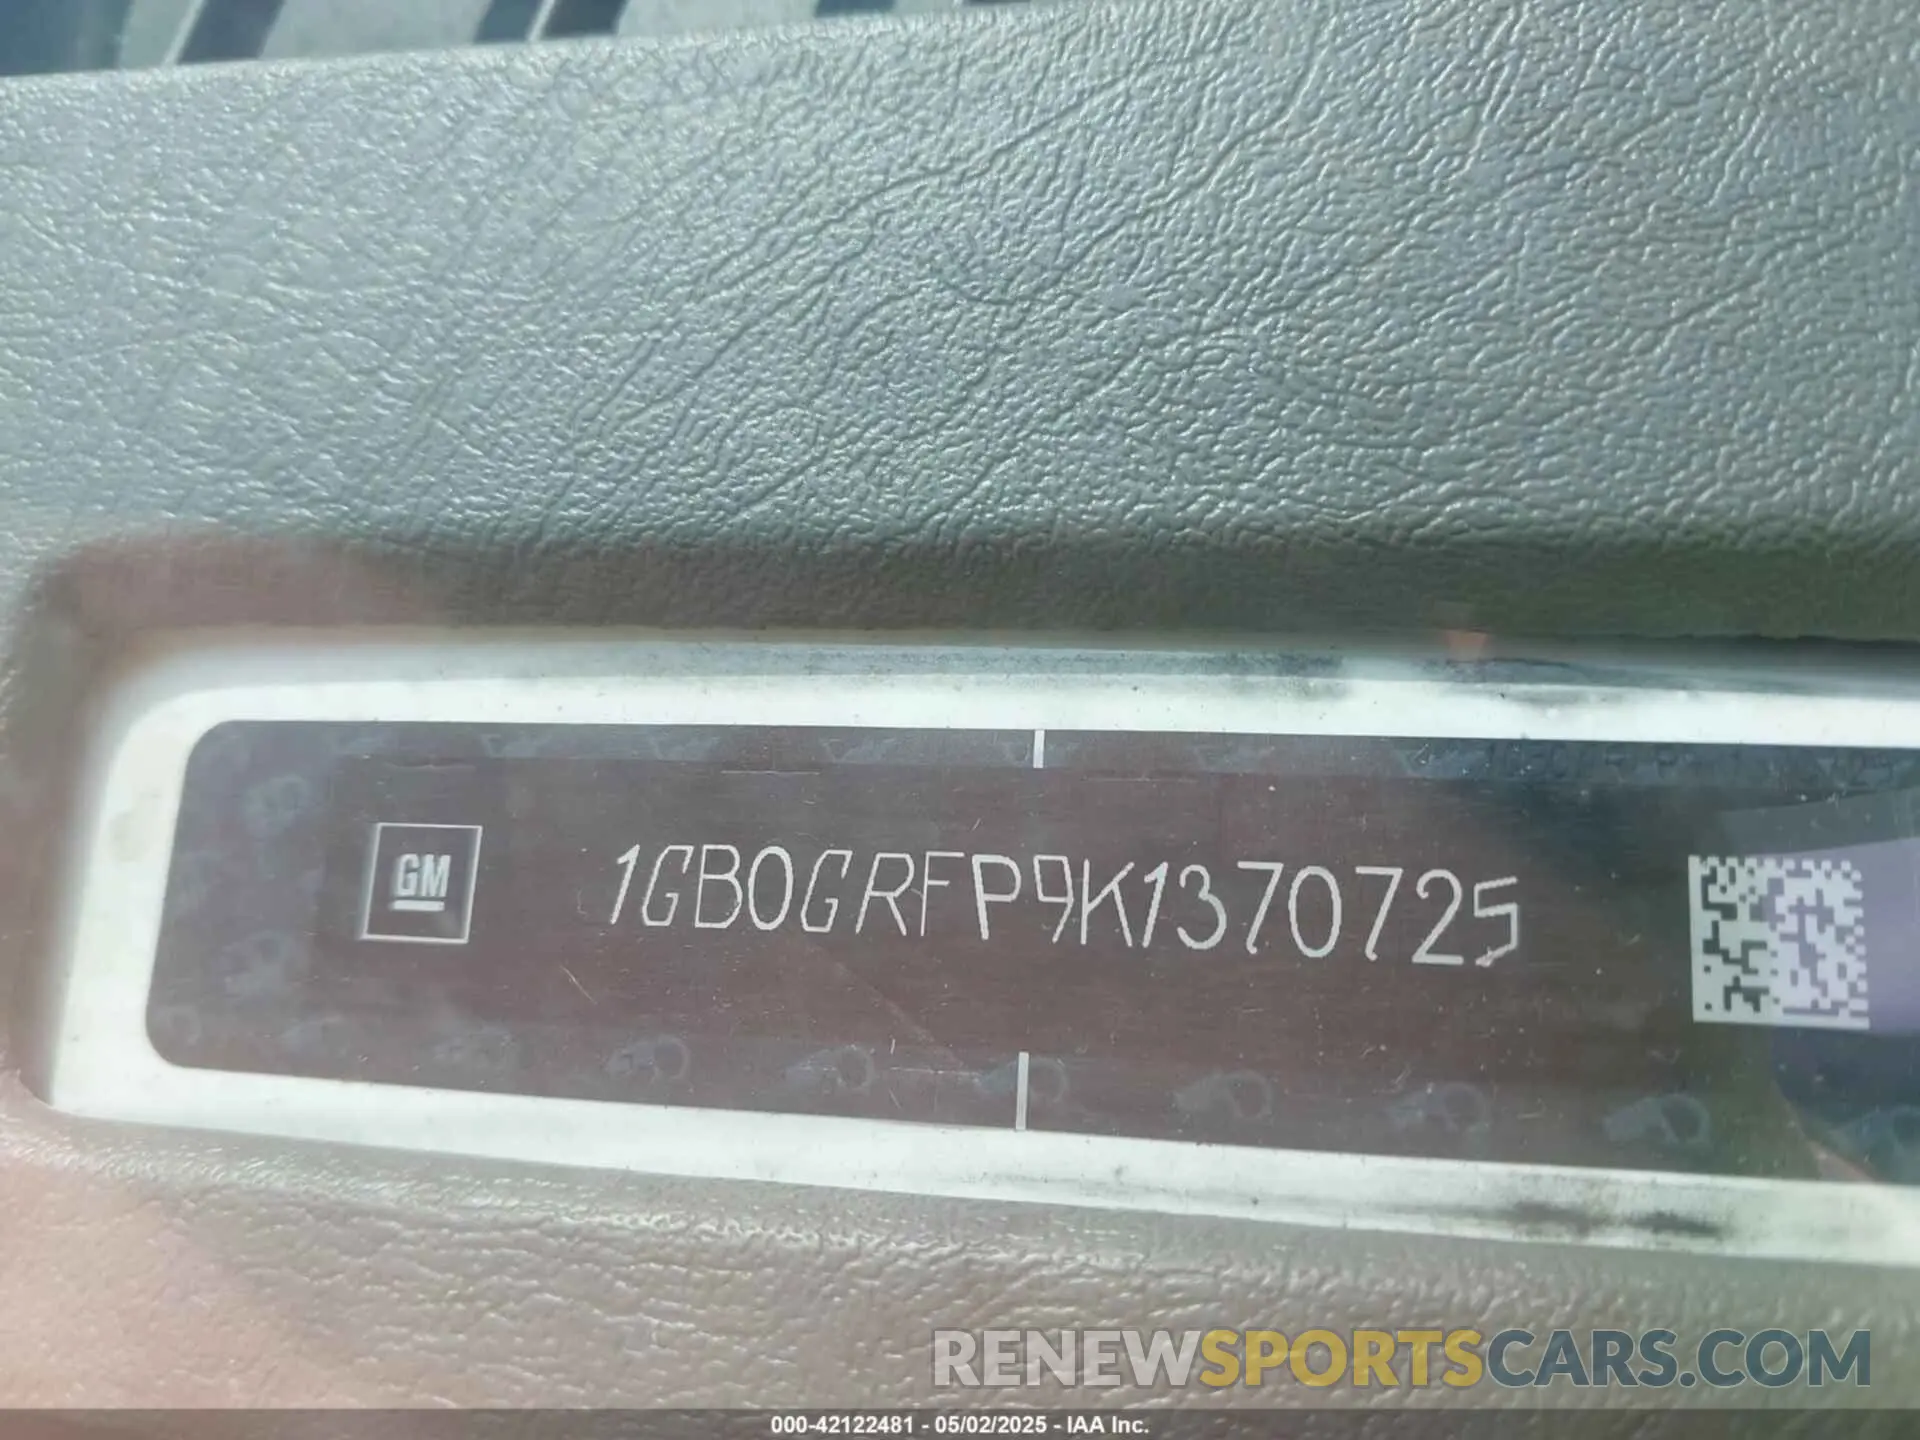 GM
1GB0GRFP9K1370725
RENEWSPORTSCARS.COM
000-42122481 - 05/02/2025 - IAA Inc.